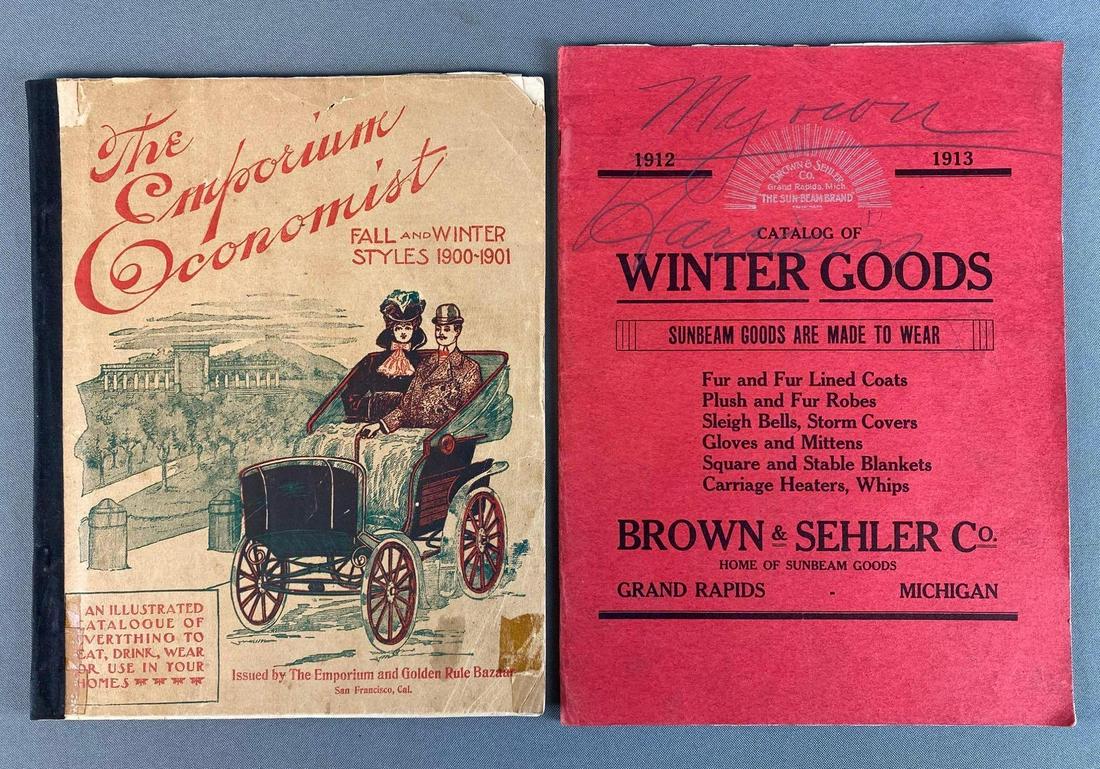 The
Emporium
Economist
FALL AND WINTER
STYLES 1900-1901
AN ILLUSTRATED
CATALOGUE OF
EVERYTHING TO
EAT, DRINK, WEAR
OR USE IN YOUR
HOMES
Issued by The Emporium and Golden Rule Bazaar
San Francisco, Cal.
My own
1912
1913
BROWN & SEHLER
Co.
Grand Rapids, Mich.
"THE SUN BEAM BRAND"
CATALOG OF
WINTER GOODS
SUNBEAM GOODS ARE MADE TO WEAR
Fur and Fur Lined Coats
Plush and Fur Robes
Sleigh Bells, Storm Covers
Gloves and Mittens
Square and Stable Blankets
Carriage Heaters, Whips
BROWN & SEHLER Co.
HOME OF SUNBEAM GOODS
GRAND RAPIDS - MICHIGAN